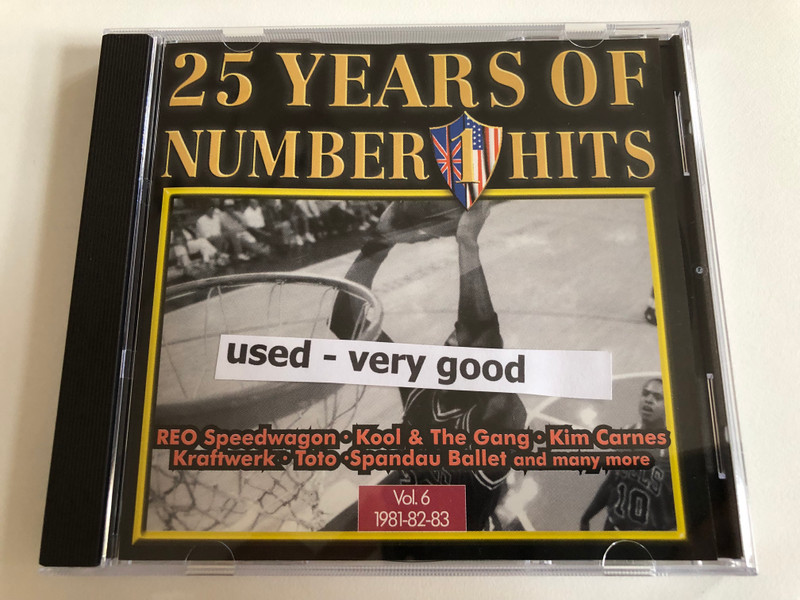 25 YEARS OF
NUMBER 1 HITS
used - very good
REO Speedwagon • Kool & The Gang • Kim Carnes
Kraftwerk • Toto • Spandau Ballet and many more
Vol. 6
1981-82-83
10